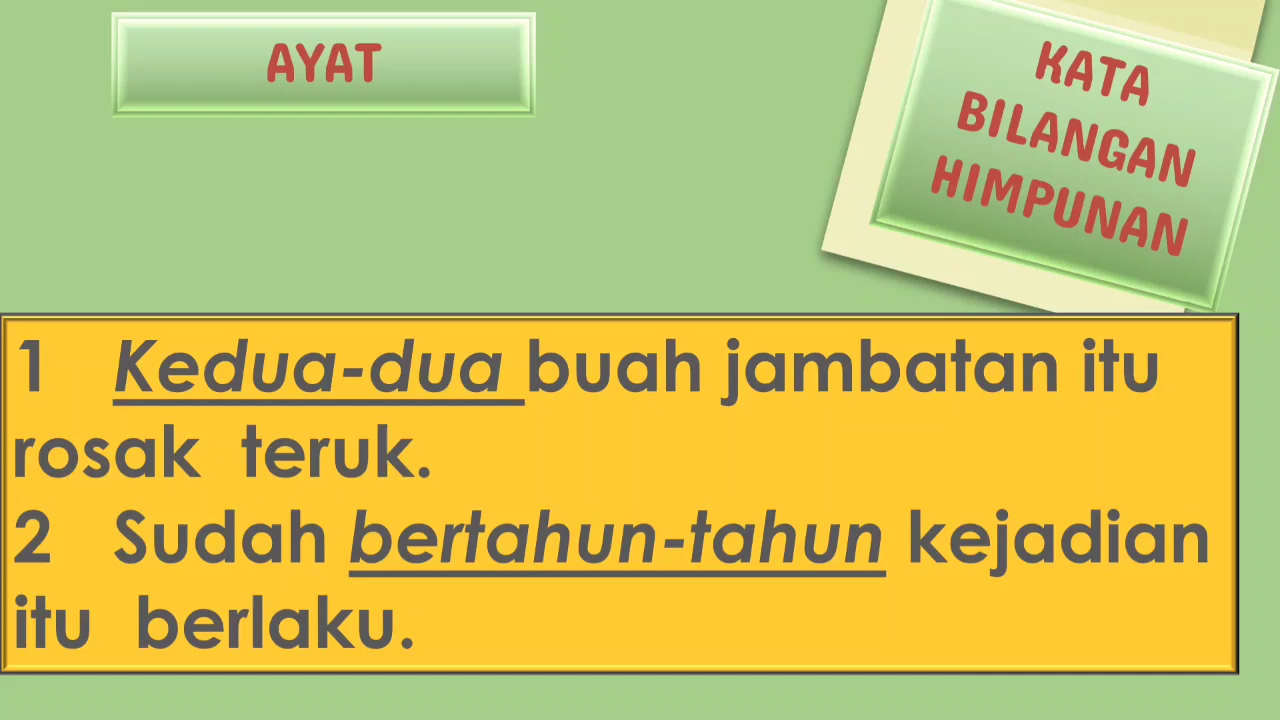 AYAT
KATA
BILANGAN
HIMPUNAN
1 Kedua-dua buah jambatan itu
rosak teruk.
2 Sudah bertahun-tahun kejadian
itu berlaku.